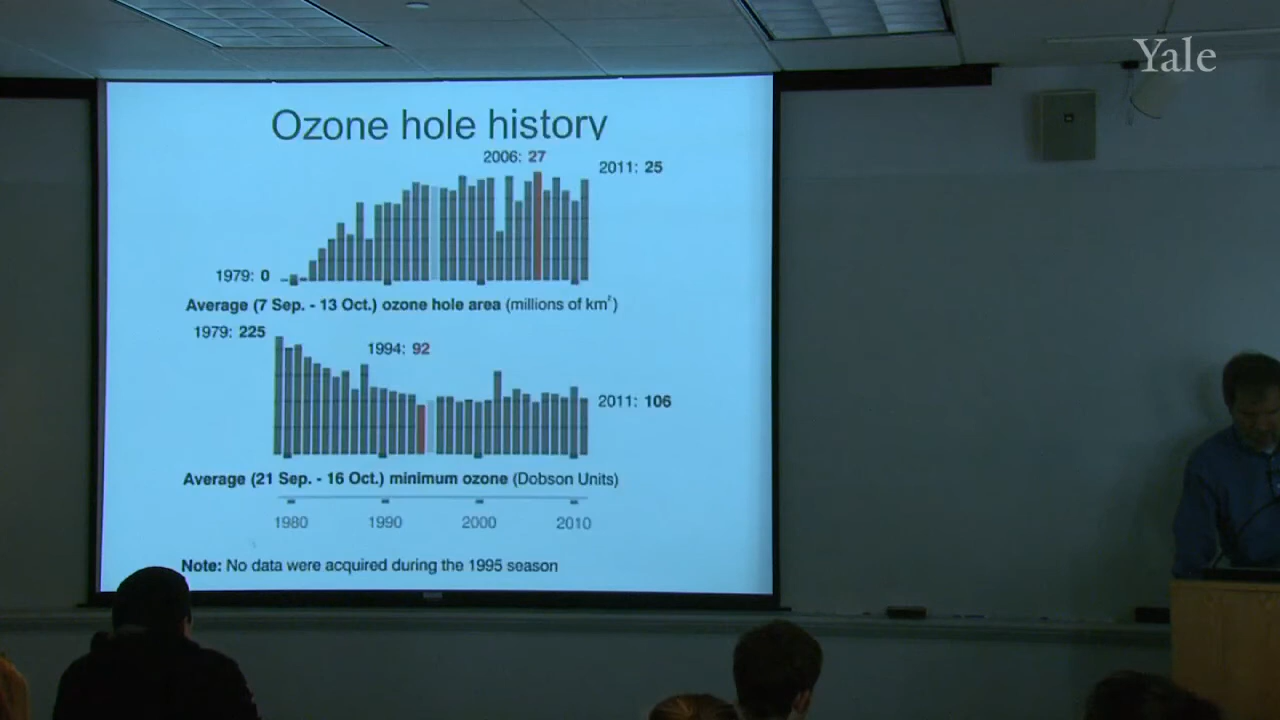 Yale
Ozone hole history
2006: 27
2011: 25
1979: 0
Average (7 Sep. - 13 Oct.) ozone hole area (millions of km²)
1979: 225
1994: 92
2011: 106
Average (21 Sep. - 16 Oct.) minimum ozone (Dobson Units)
1980 1990 2000 2010
Note: No data were acquired during the 1995 season